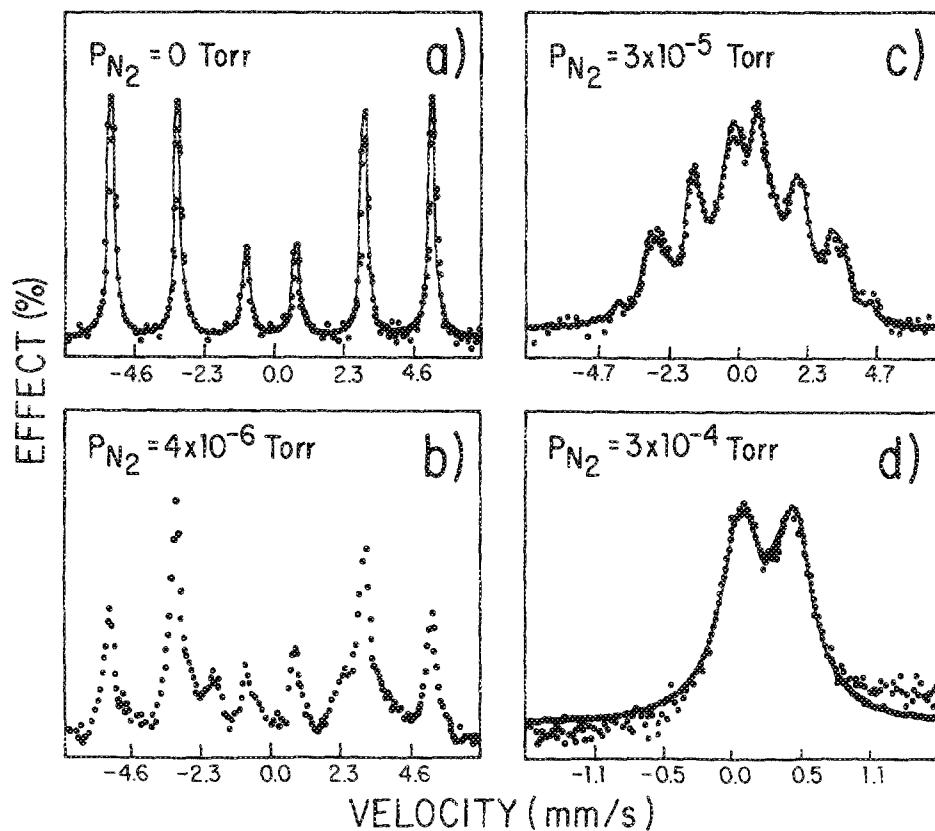 P_N2 = 0 Torr
a)
-4.6 -2.3 0.0 2.3 4.6
P_N2 = 3x10^-5 Torr
c)
-4.7 -2.3 0.0 2.3 4.7
P_N2 = 4x10^-6 Torr
b)
-4.6 -2.3 0.0 2.3 4.6
P_N2 = 3x10^-4 Torr
d)
-1.1 -0.5 0.0 0.5 1.1
EFFECT (%)
VELOCITY (mm/s)